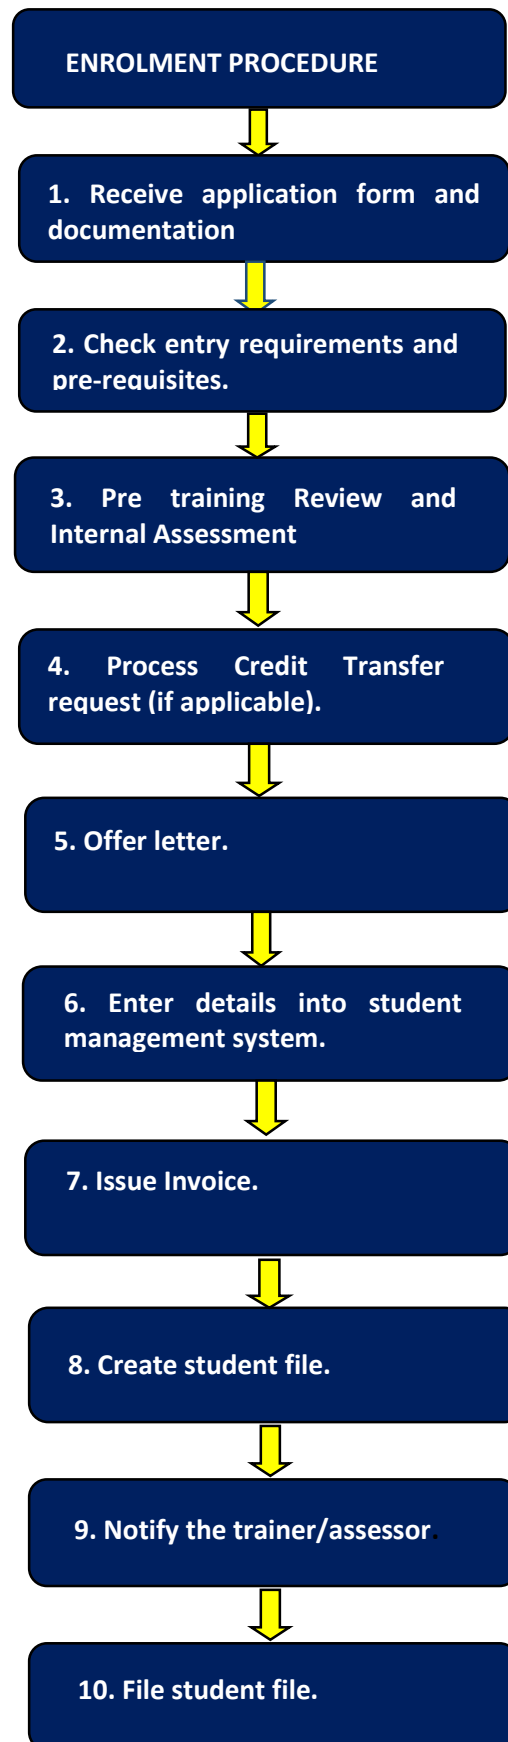 ENROLMENT PROCEDURE
1. Receive application form and
documentation
2. Check entry requirements and
pre-requisites.
3. Pre training Review and
Internal Assessment
4. Process Credit Transfer
request (if applicable).
5. Offer letter.
6. Enter details into student
management system.
7. Issue Invoice.
8. Create student file.
9. Notify the trainer/assessor.
10. File student file.